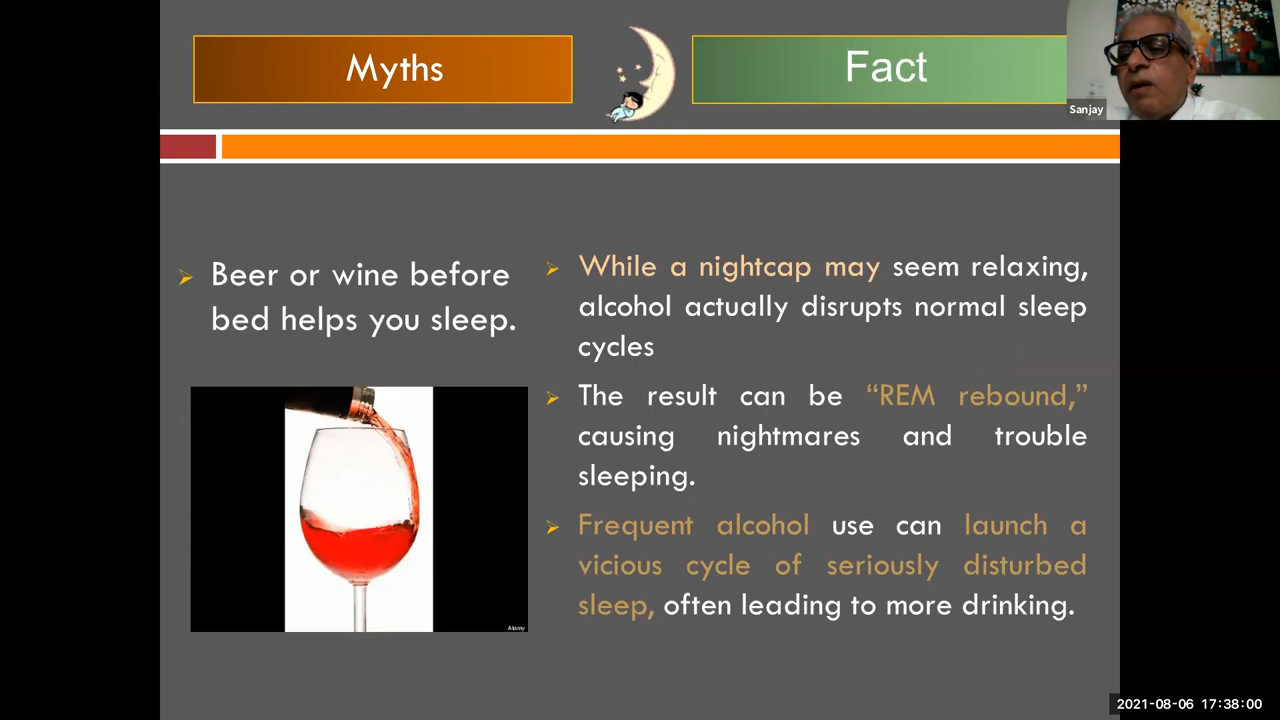 Myths
Fact
Sanjay
Beer or wine before
bed helps you sleep.
While a nightcap may seem relaxing,
alcohol actually disrupts normal sleep
cycles
The result can be “REM rebound,”
causing nightmares and trouble
sleeping.
Frequent alcohol use can launch a
vicious cycle of seriously disturbed
sleep, often leading to more drinking.
Alamy
2021-08-06 17:38:00